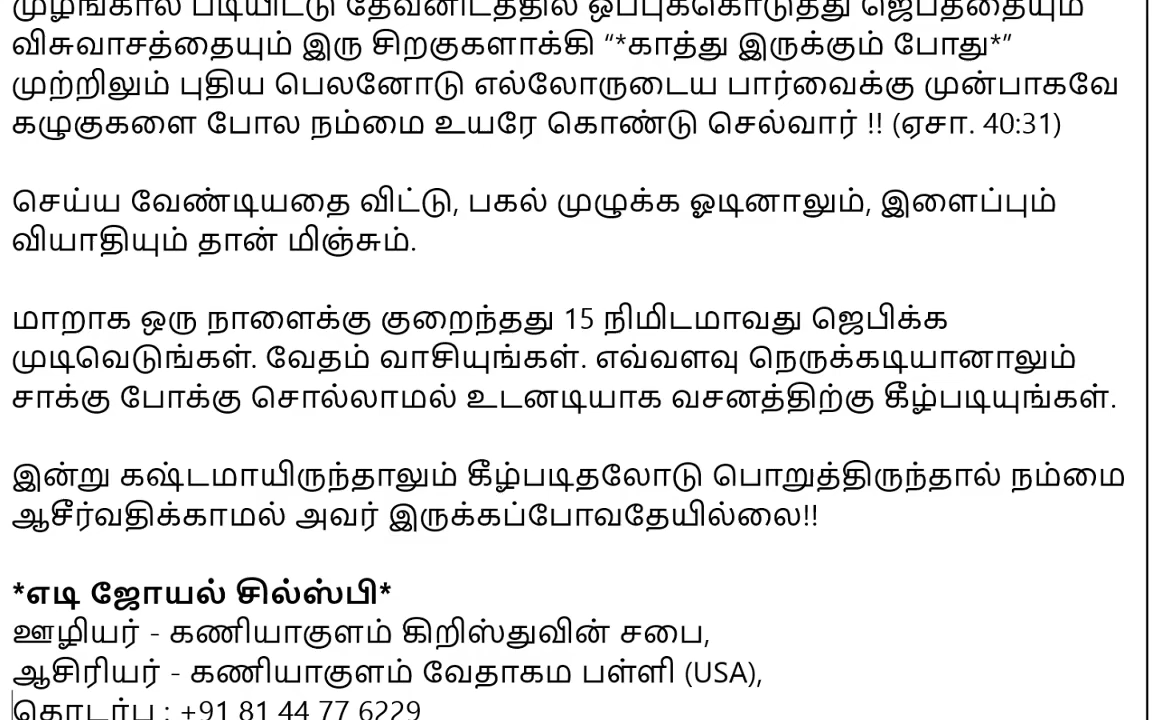 முழங்கால் படியிட்டு தேவனிடத்தில் ஒப்புக்கொடுத்து ஜெபத்தையும்
விசுவாசத்தையும் இரு சிறகுகளாக்கி “*காத்து இருக்கும் போது*”
முற்றிலும் புதிய பெலனோடு எல்லோருடைய பார்வைக்கு முன்பாகவே
கழுகுகளை போல நம்மை உயரே கொண்டு செல்வார் !! (ஏசா. 40:31)
செய்ய வேண்டியதை விட்டு, பகல் முழுக்க ஓடினாலும், இளைப்பும்
வியாதியும் தான் மிஞ்சும்.
மாறாக ஒரு நாளைக்கு குறைந்தது 15 நிமிடமாவது ஜெபிக்க
முடிவெடுங்கள். வேதம் வாசியுங்கள். எவ்வளவு நெருக்கடியானாலும்
சாக்கு போக்கு சொல்லாமல் உடனடியாக வசனத்திற்கு கீழ்படியுங்கள்.
இன்று கஷ்டமாயிருந்தாலும் கீழ்படிதலோடு பொறுத்திருந்தால் நம்மை
ஆசீர்வதிக்காமல் அவர் இருக்கப்போவதேயில்லை!!
*எடி ஜோயல் சில்ஸ்பி*
ஊழியர் - கணியாகுளம் கிறிஸ்துவின் சபை,
ஆசிரியர் - கணியாகுளம் வேதாகம பள்ளி (USA),
தொடர்பு : +91 81 44 77 6229